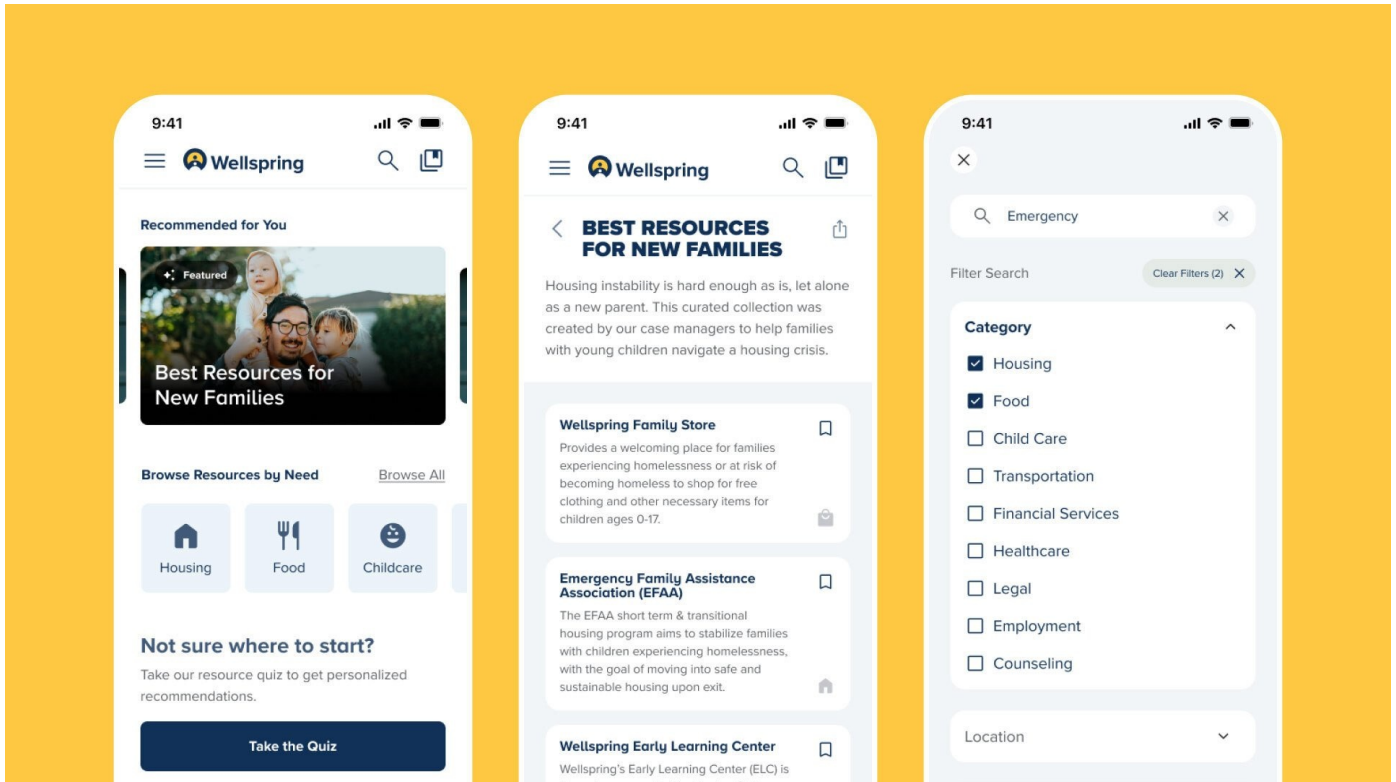 9:41
Wellspring
Recommended for You
Featured
Best Resources for
New Families
Browse Resources by Need
Browse All
Housing
Food
Childcare
Not sure where to start?
Take our resource quiz to get personalized
recommendations.
Take the Quiz
9:41
Wellspring
BEST RESOURCES
FOR NEW FAMILIES
Housing instability is hard enough as is, let alone
as a new parent. This curated collection was
created by our case managers to help families
with young children navigate a housing crisis.
Wellspring Family Store
Provides a welcoming place for families
experiencing homelessness or at risk of
becoming homeless to shop for free
clothing and other necessary items for
children ages 0-17.
Emergency Family Assistance
Association (EFAA)
The EFAA short term & transitional
housing program aims to stabilize families
with children experiencing homelessness,
with the goal of moving into safe and
sustainable housing upon exit.
Wellspring Early Learning Center
Wellspring's Early Learning Center (ELC) is
9:41
Emergency
Filter Search
Clear Filters (2)
Category
Housing
Food
Child Care
Transportation
Financial Services
Healthcare
Legal
Employment
Counseling
Location